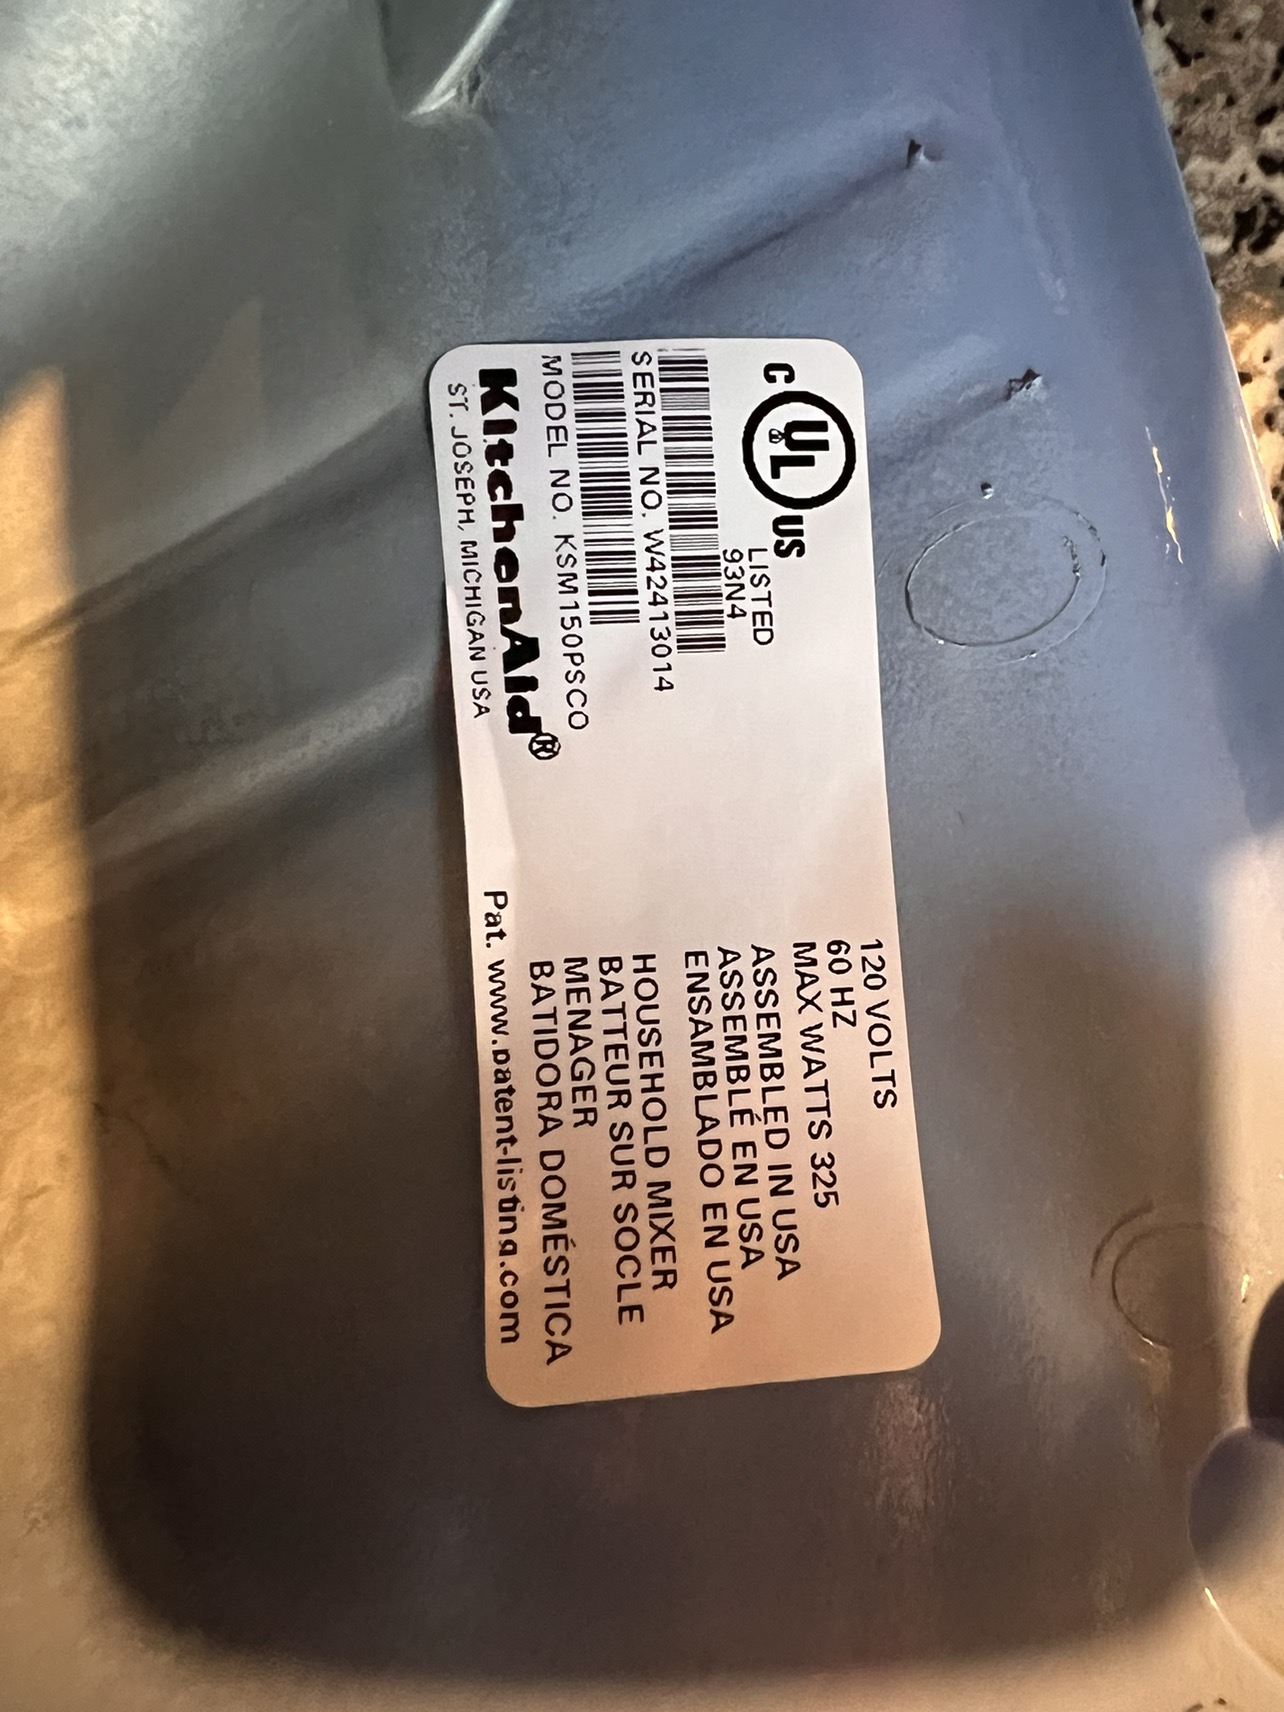 C UL US
LISTED
93N4
SERIAL NO. W42413014
MODEL NO. KSM150PSCO
KitchenAid®
ST. JOSEPH, MICHIGAN USA
120 VOLTS
60 HZ
MAX WATTS 325
ASSEMBLED IN USA
ASSEMBLÉ EN USA
ENSAMBLADO EN USA
HOUSEHOLD MIXER
BATTEUR SUR SOCLE
MENAGER
BATIDORA DOMÉSTICA
Pat. www.patent-listing.com